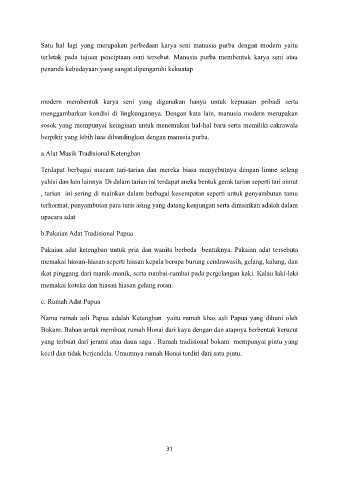 Satu hal lagi yang merupakan perbedaan karya seni manusia purba dengan modern yaitu
terletak pada tujuan penciptaan seni tersebut. Manusia purba membentuk karya seni atau
penanda kebudayaan yang sangat dipengaruhi kekuatan
modern membentuk karya seni yang digunakan hanya untuk kepuasan pribadi serta
menggambarkan kondisi di lingkungannya. Dengan kata lain, manusia modern merupakan
sosok yang mempunyai keinginan untuk menemukan hal-hal baru serta memiliki cakrawala
berpikir yang lebih luas dibandingkan dengan manusia purba.
a.Alat Musik Tradisional Ketengban
Terdapat berbagai macam tari-tarian dan mereka biasa menyebutnya dengan limne seleng
yahisi dan lain lainnya Di dalam tarian ini terdapat aneka bentuk gerak tarian seperti tari aimut
, tarian ini sering di mainkan dalam berbagai kesempatan seperti untuk penyambutan tamu
terhormat, penyambutan para turis asing yang datang kunjungan serta dimainkan adalah dalam
upacara adat
b.Pakaian Adat Tradisional Papua
Pakaian adat ketengban untuk pria dan wanita berbeda bentuknya. Pakaian adat tersebuta
memakai hiasan-hiasan seperti hiasan kepala berupa burung cendrawasih, gelang, kalung, dan
ikat pinggang dari manik-manik, serta rumbai-rumbai pada pergelangan kaki. Kalau laki-laki
memakai koteka dan hiasan hiasan gelang rotan.
c. Rumah Adat Papua
Nama rumah asli Papua adalah Ketengban yaitu rumah khas asli Papua yang dihuni oleh
Bokam. Bahan untuk membuat rumah Honai dari kayu dengan dan atapnya berbentuk kerucut
yang terbuat dari jerami atau daun sagu . Rumah tradisional bokam mempunyai pintu yang
kecil dan tidak berjendela. Umumnya rumah Honai terdiri dari satu pintu.
31